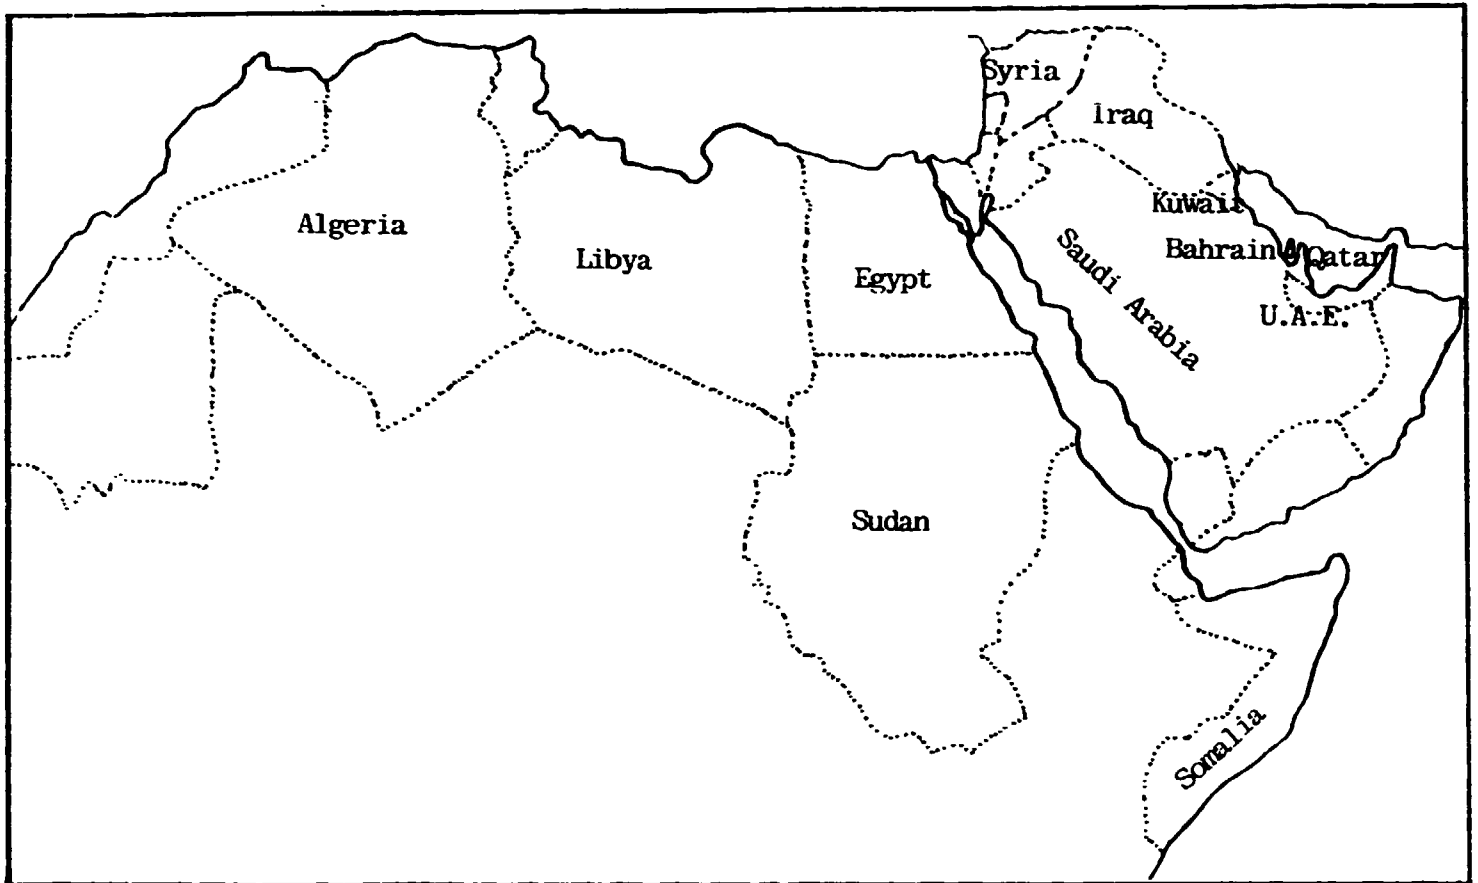 Syria
Iraq
Algeria
Libya
Egypt
Kuwait
Saudi Arabia
Bahrain
Qatar
U.A.E.
Sudan
Somalia